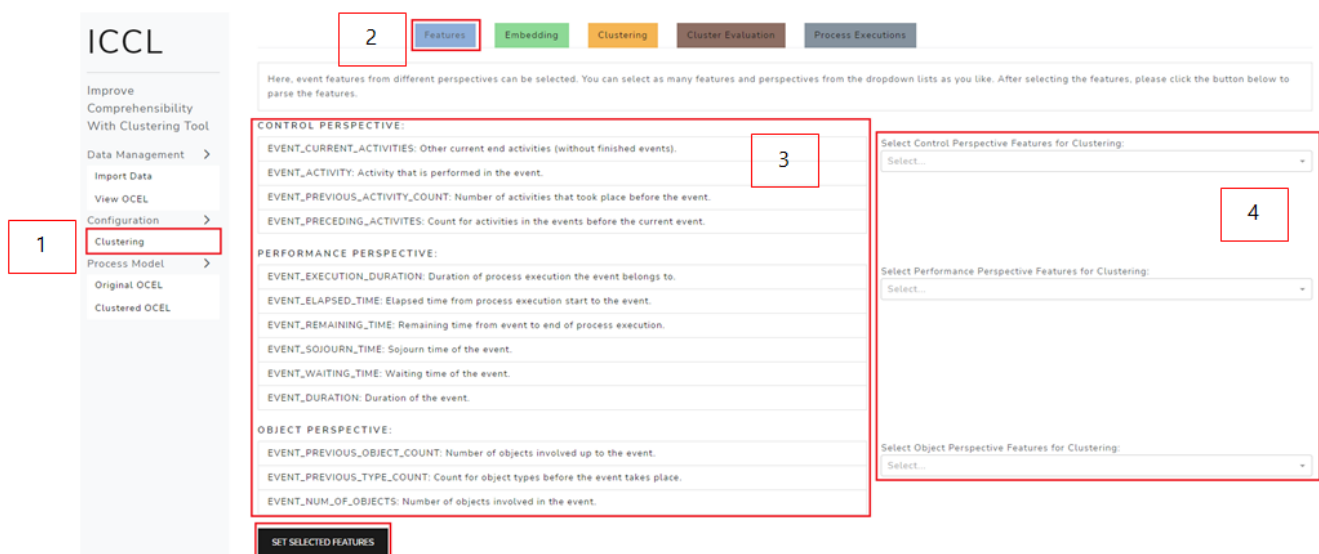 ICCL
Improve
Comprehensibility
With Clustering Tool
Data Management >
Import Data
View OCEL
Configuration >
1
Clustering
Process Model >
Original OCEL
Clustered OCEL
2
Features
Embedding
Clustering
Cluster Evaluation
Process Executions
Here, event features from different perspectives can be selected. You can select as many features and perspectives from the dropdown lists as you like. After selecting the features, please click the button below to
parse the features.
CONTROL PERSPECTIVE:
EVENT_CURRENT_ACTIVITIES: Other current end activities (without finished events).
EVENT_ACTIVITY: Activity that is performed in the event.
EVENT_PREVIOUS_ACTIVITY_COUNT: Number of activities that took place before the event.
EVENT_PRECEDING_ACTIVITES: Count for activities in the events before the current event.
3
PERFORMANCE PERSPECTIVE:
EVENT_EXECUTION_DURATION: Duration of process execution the event belongs to.
EVENT_ELAPSED_TIME: Elapsed time from process execution start to the event.
EVENT_REMAINING_TIME: Remaining time from event to end of process execution.
EVENT_SOJOURN_TIME: Sojourn time of the event.
EVENT_WAITING_TIME: Waiting time of the event.
EVENT_DURATION: Duration of the event.
OBJECT PERSPECTIVE:
EVENT_PREVIOUS_OBJECT_COUNT: Number of objects involved up to the event.
EVENT_PREVIOUS_TYPE_COUNT: Count for object types before the event takes place.
EVENT_NUM_OF_OBJECTS: Number of objects involved in the event.
SET SELECTED FEATURES
Select Control Perspective Features for Clustering:
Select...
4
Select Performance Perspective Features for Clustering:
Select...
Select Object Perspective Features for Clustering:
Select...